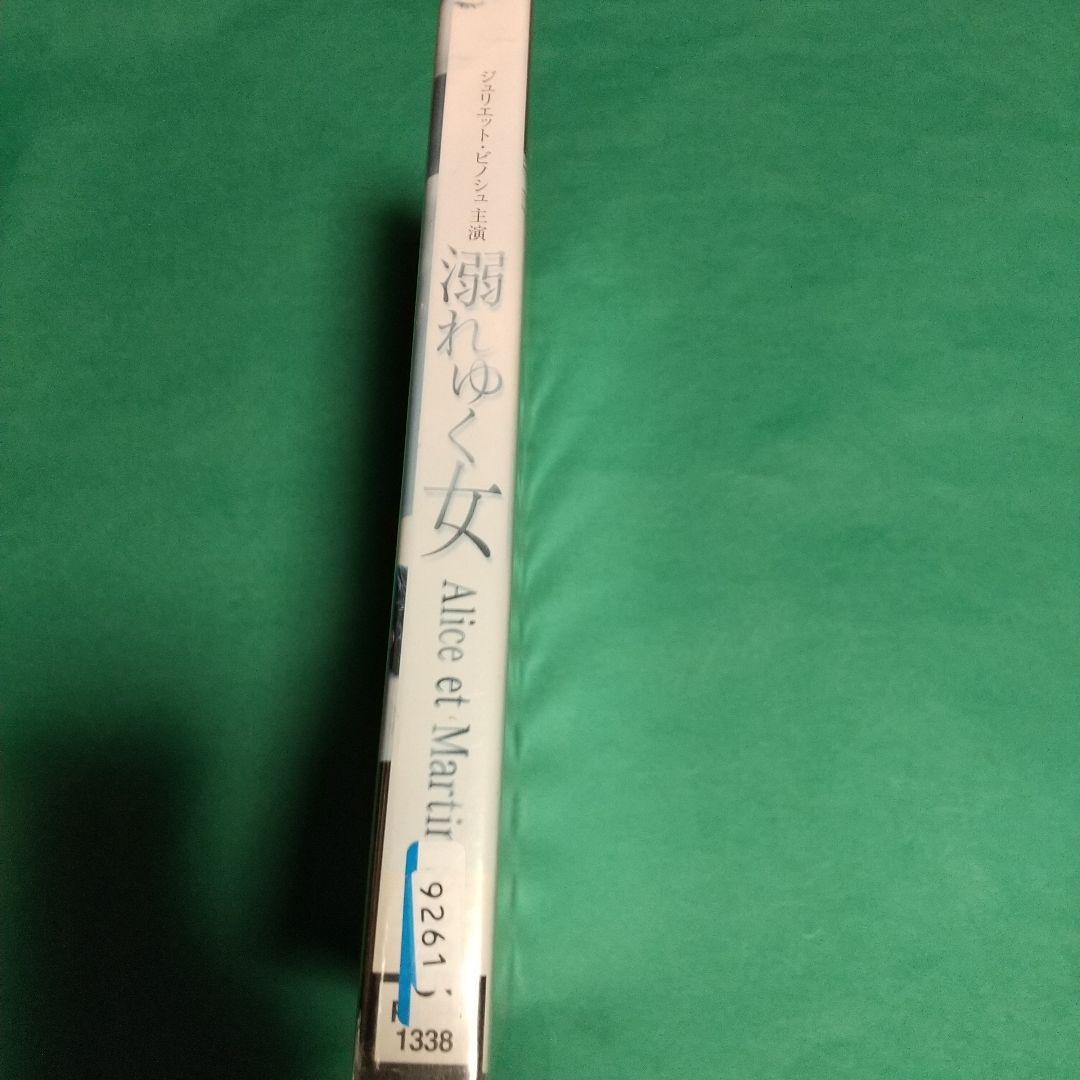 ジュリエット・ビノシュ 主演
溺れゆく女
Alice et Martin
9261
1338